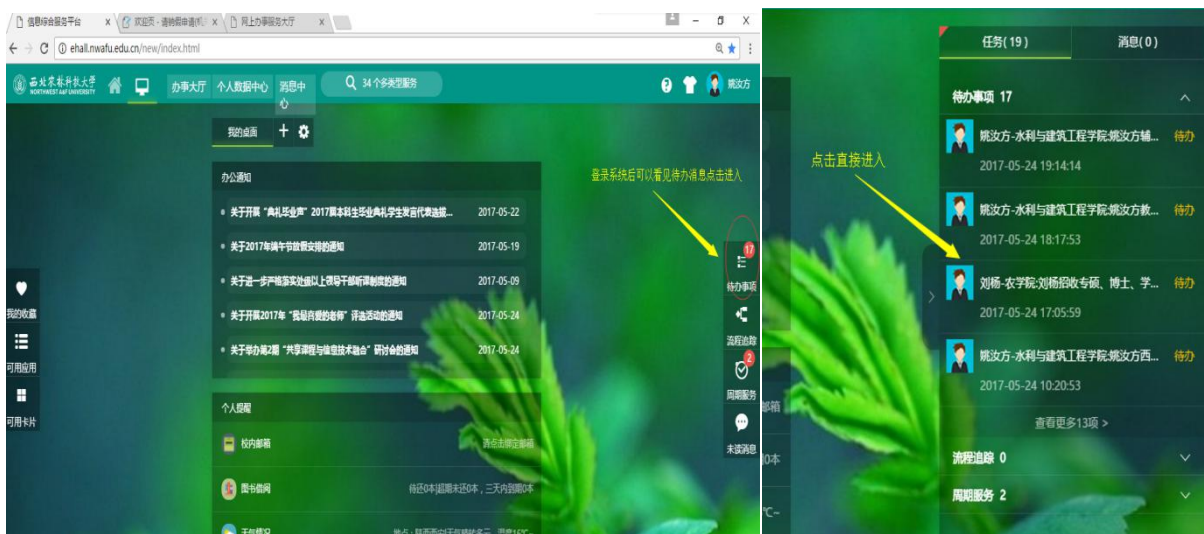 信息综合服务平台
欢迎页 - 请销假申请(机
网上办事服务大厅
ehall.nwafu.edu.cn/new/index.html
西北农林科技大学
NORTHWEST A&F UNIVERSITY
办事大厅 个人数据中心 消息中心
34个多类型服务
姚汝方
我的桌面
办公通知
关于开展“典礼毕业声”2017届本科生毕业典礼学生发言代表选拔... 2017-05-22
关于2017年端午节放假安排的通知 2017-05-19
关于进一步严格落实处级以上领导干部听课制度的通知 2017-05-09
关于开展2017年“我最喜爱的老师”评选活动的通知 2017-05-24
关于举办第2期“共享课程与信息技术融合”研讨会的通知 2017-05-24
个人提醒
校内邮箱 请点击绑定邮箱
图书借阅 待还0本|超期未还0本，三天内到期0本
天气情况
我的收藏
可用应用
可用卡片
登录系统后可以看见待办消息点击进入
17
待办事项
流程追踪
2
周期服务
未读消息
任务(19) 消息(0)
待办事项 17
姚汝方-水利与建筑工程学院:姚汝方辅... 待办
2017-05-24 19:14:14
姚汝方-水利与建筑工程学院:姚汝方教... 待办
2017-05-24 18:17:53
刘杨-农学院:刘杨招收专硕、博士、学... 待办
2017-05-24 17:05:59
姚汝方-水利与建筑工程学院:姚汝方西... 待办
2017-05-24 10:20:53
查看更多13项 >
流程追踪 0
周期服务 2
点击直接进入
邮箱
0本
℃~